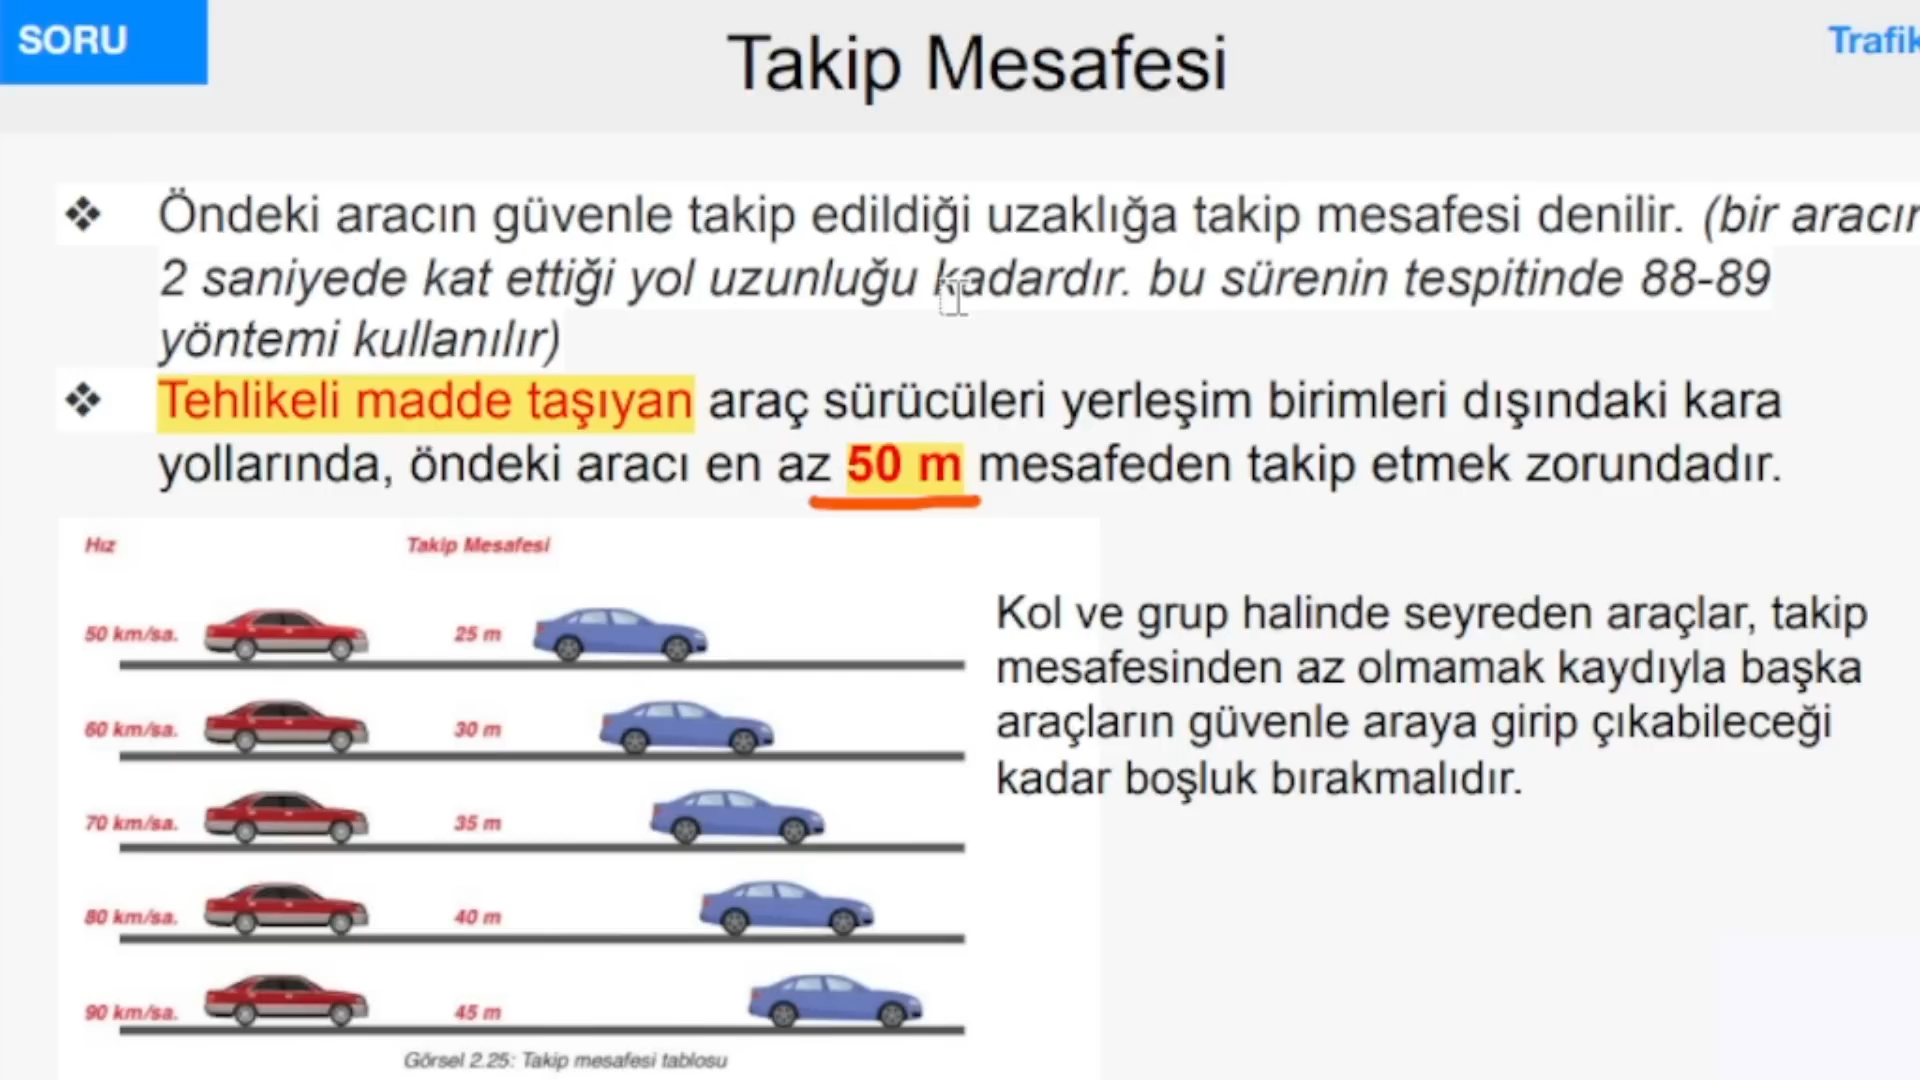 SORU
Takip Mesafesi
Trafik
❖ Öndeki aracın güvenle takip edildiği uzaklığa takip mesafesi denilir. (bir aracın
2 saniyede kat ettiği yol uzunluğu kadardır. bu sürenin tespitinde 88-89
yöntemi kullanılır)
❖ Tehlikeli madde taşıyan araç sürücüleri yerleşim birimleri dışındaki kara
yollarında, öndeki aracı en az 50 m mesafeden takip etmek zorundadır.
Hız Takip Mesafesi
50 km/sa. 25 m
60 km/sa. 30 m
70 km/sa. 35 m
80 km/sa. 40 m
90 km/sa. 45 m
Görsel 2.25: Takip mesafesi tablosu
Kol ve grup halinde seyreden araçlar, takip
mesafesinden az olmamak kaydıyla başka
araçların güvenle araya girip çıkabileceği
kadar boşluk bırakmalıdır.